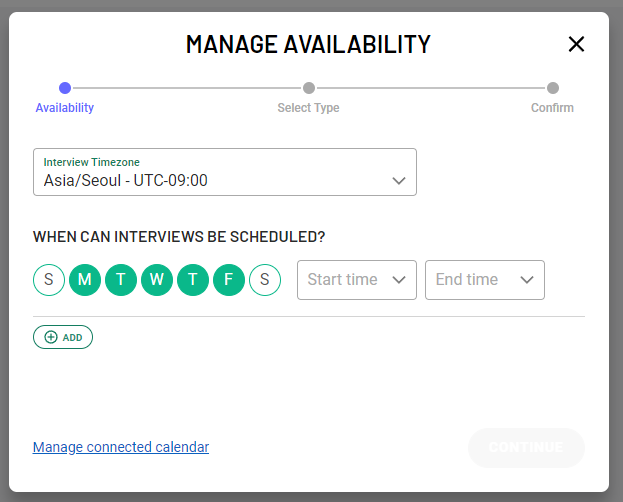 MANAGE AVAILABILITY
Availability
Select Type
Confirm
Interview Timezone
Asia/Seoul - UTC-09:00
WHEN CAN INTERVIEWS BE SCHEDULED?
S M T W T F S Start time End time
ADD
Manage connected calendar CONTINUE